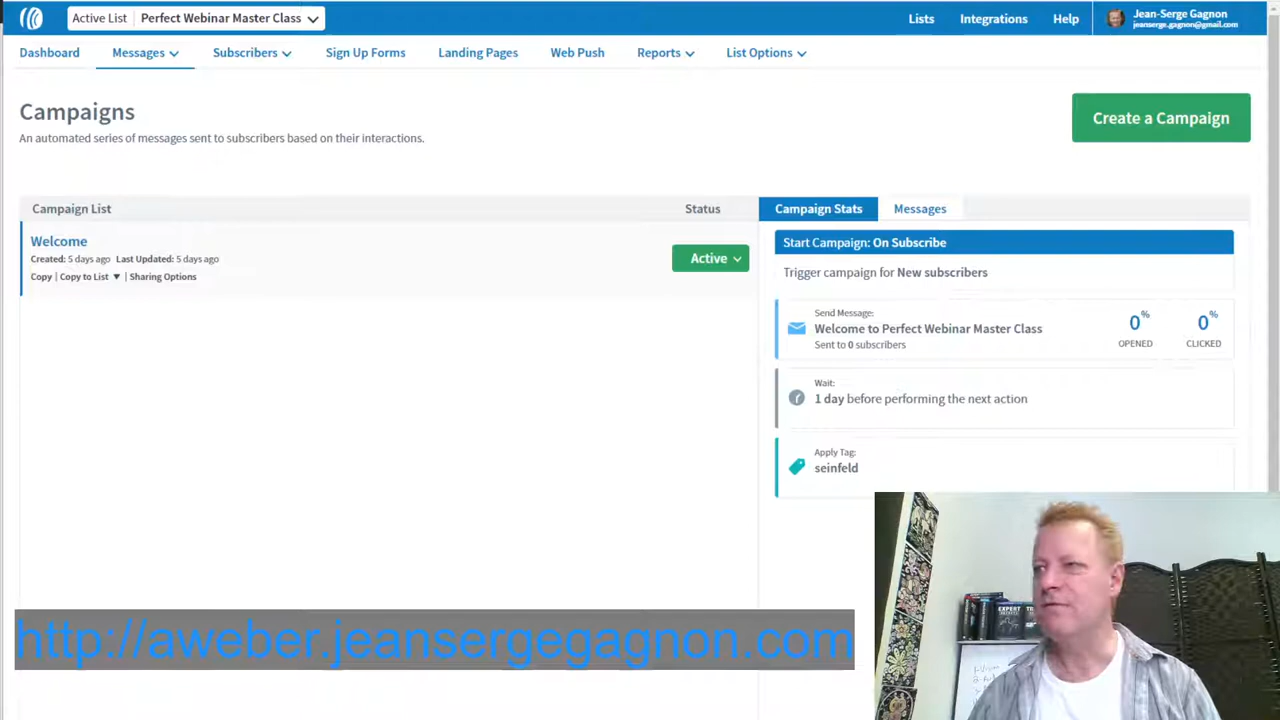 Active List Perfect Webinar Master Class
Lists Integrations Help Jean-Serge Gagnon
jeanserge.gagnon@gmail.com
Dashboard Messages Subscribers Sign Up Forms Landing Pages Web Push Reports List Options
Campaigns
An automated series of messages sent to subscribers based on their interactions.
Create a Campaign
Campaign List Status
Welcome
Created: 5 days ago Last Updated: 5 days ago
Copy | Copy to List ▼ | Sharing Options
Active
Campaign Stats Messages
Start Campaign: On Subscribe
Trigger campaign for New subscribers
Send Message:
Welcome to Perfect Webinar Master Class
Sent to 0 subscribers
0% 0%
OPENED CLICKED
Wait:
1 day before performing the next action
Apply Tag:
seinfeld
EXPERT
http://aweber.jeansergegagnon.com